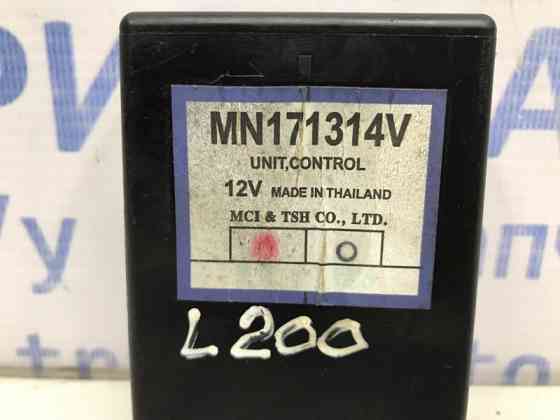 MN171314V
UNIT,CONTROL
12V MADE IN THAILAND
MCI & TSH CO., LTD.
L200